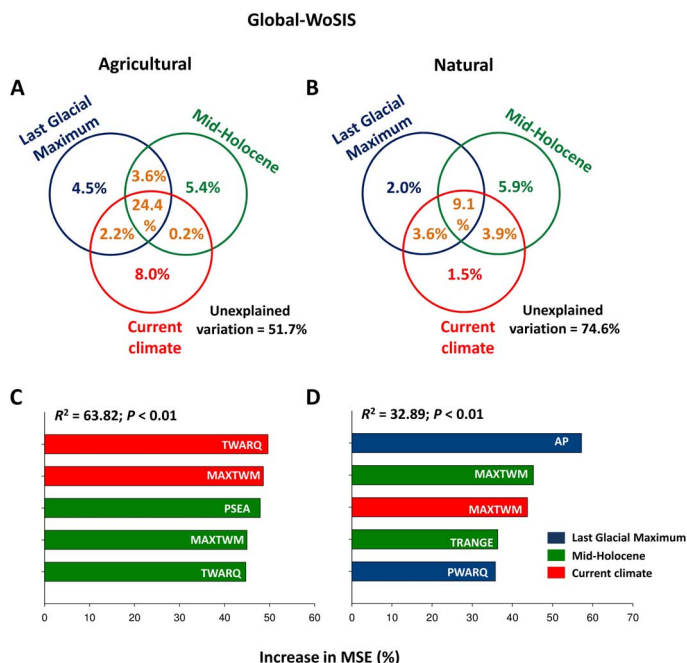 Global-WoSIS
Agricultural
Natural
A
B
Last Glacial
Maximum
Mid-Holocene
4.5%
3.6%
5.4%
24.4
%
2.2%
0.2%
8.0%
Current
climate
Unexplained
variation = 51.7%
Last Glacial
Maximum
Mid-Holocene
2.0%
5.9%
9.1
%
3.6%
3.9%
1.5%
Current
climate
Unexplained
variation = 74.6%
C
R² = 63.82; P < 0.01
TWARQ
MAXTWM
PSEA
MAXTWM
TWARQ
0 10 20 30 40 50 60
D
R² = 32.89; P < 0.01
AP
MAXTWM
MAXTWM
TRANGE
PWARQ
Last Glacial Maximum
Mid-Holocene
Current climate
0 10 20 30 40 50 60 70
Increase in MSE (%)